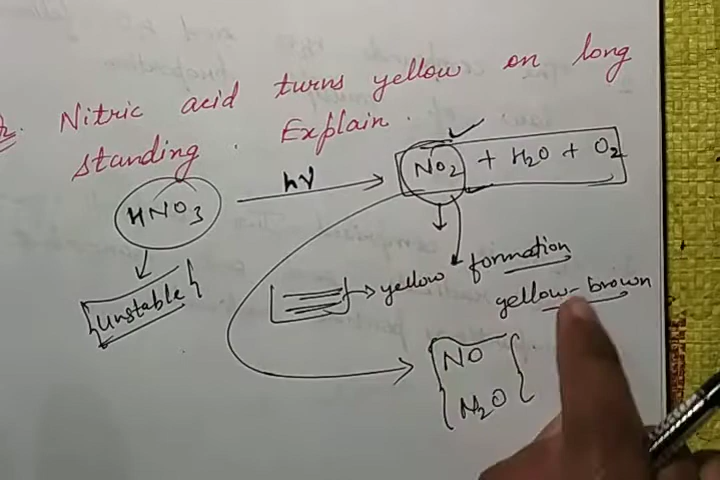 Nitric acid turns yellow on long
standing. Explain.
HNO3 hν NO2 + H2O + O2
{unstable}
yellow formation
yellow-brown
NO
N2O